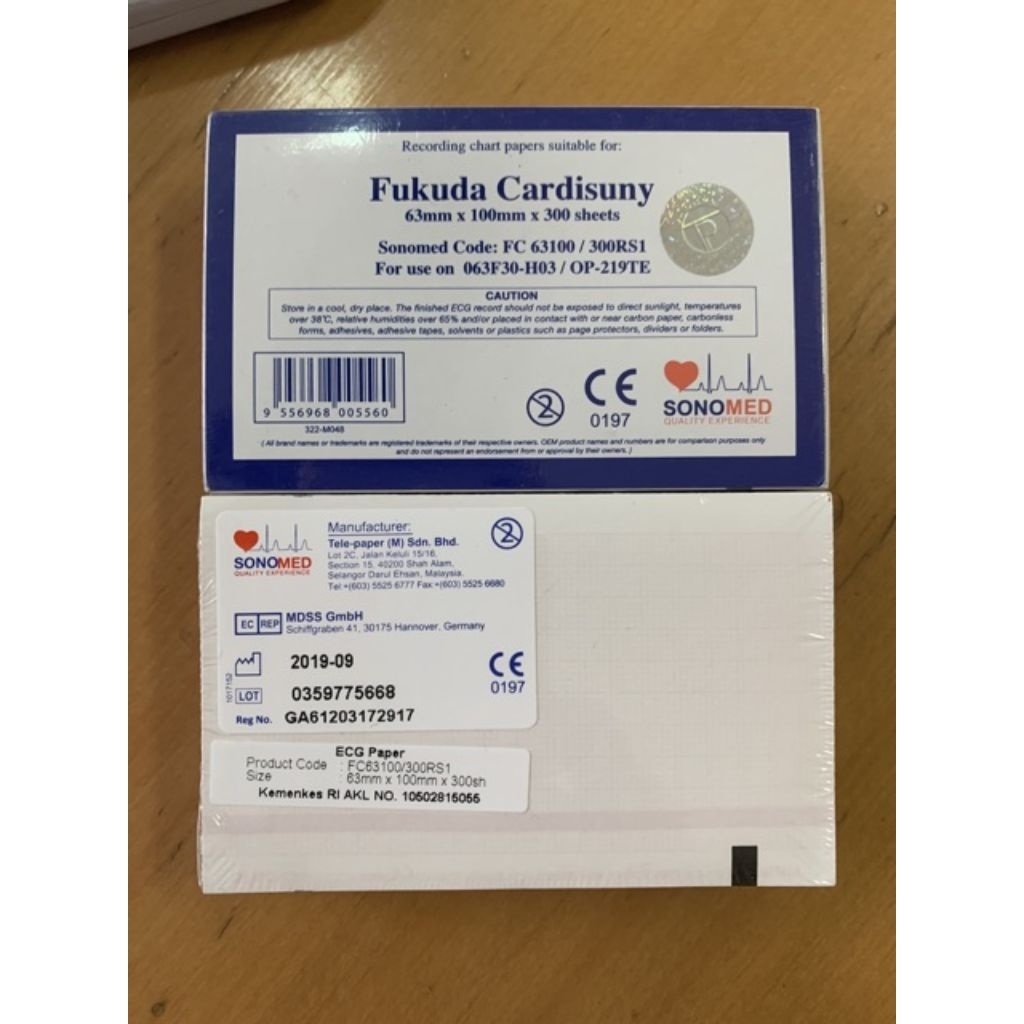 Recording chart papers suitable for:
Fukuda Cardisuny
63mm x 100mm x 300 sheets
Sonomed Code: FC 63100 / 300RS1
For use on 063F30-H03 / OP-219TE
CAUTION
Store in a cool, dry place. The finished ECG record should not be exposed to direct sunlight, temperatures
over 38°C, relative humidities over 65% and/or placed in contact with or near carbon paper, carbonless
forms, adhesives, adhesive tapes, solvents or plastics such as page protectors, dividers or folders.
9 556968 005560
322-M048
2
CE
0197
SONOMED
QUALITY EXPERIENCE
( All brand names or trademarks are registered trademarks of their respective owners. OEM product names and numbers are for comparison purposes only
and do not represent an endorsement from or approval by their owners. )
SONOMED
QUALITY EXPERIENCE
Manufacturer:
Tele-paper (M) Sdn. Bhd.
Lot 2C, Jalan Keluli 15/16,
Section 15, 40200 Shah Alam,
Selangor Darul Ehsan, Malaysia.
Tel:+(603) 5525 6777 Fax:+(603) 5525 6680
2
EC REP MDSS GmbH
Schiffgraben 41, 30175 Hannover, Germany
2019-09
CE
0197
1017152
LOT 0359775668
Reg No. GA61203172917
ECG Paper
Product Code : FC63100/300RS1
Size : 63mm x 100mm x 300sh
Kemenkes RI AKL NO. 10502815055